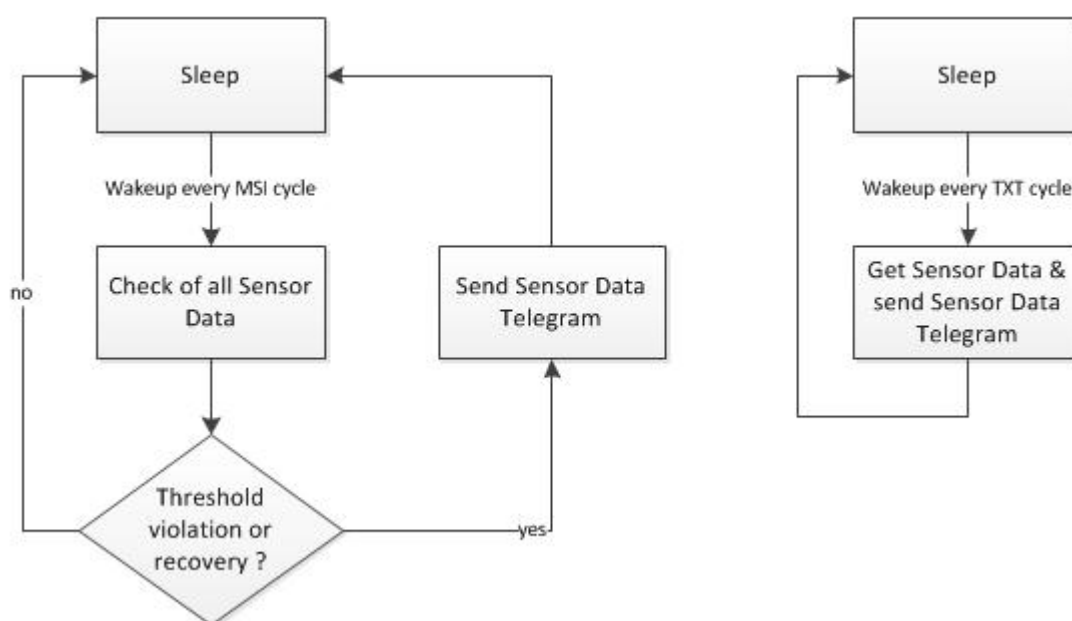 Sleep
Wakeup every MSI cycle
Check of all Sensor
Data
no
Send Sensor Data
Telegram
Threshold
violation or
recovery ?
yes
Sleep
Wakeup every TXT cycle
Get Sensor Data &
send Sensor Data
Telegram